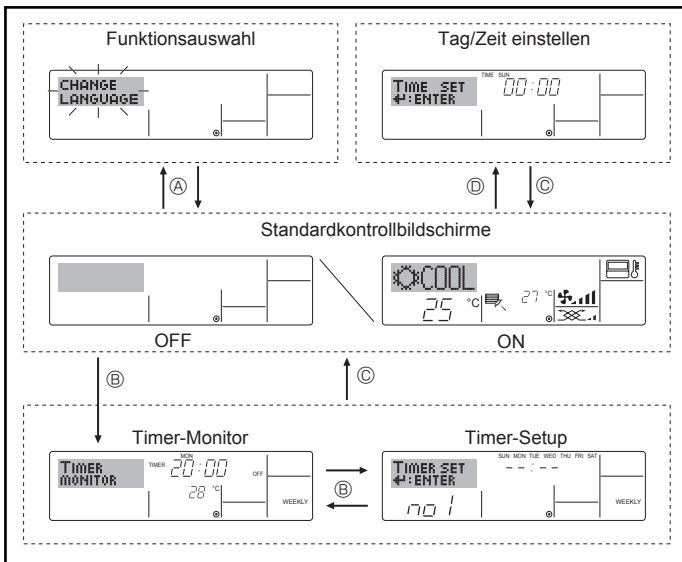 Funktionsauswahl
CHANGE
LANGUAGE
Tag/Zeit einstellen
TIME SUN
TIME SET 00:00
↵:ENTER
Ⓐ Ⓓ Ⓒ
Standardkontrollbildschirme
COOL
25 °C 27 °C
OFF ON
Ⓑ Ⓒ
Timer-Monitor
MON
TIMER TIMER 20:00 OFF
MONITOR
28 °C
WEEKLY
Ⓑ
Timer-Setup
SUN MON TUE WED THU FRI SAT
TIMER SET --:--
↵:ENTER
no 1 WEEKLY